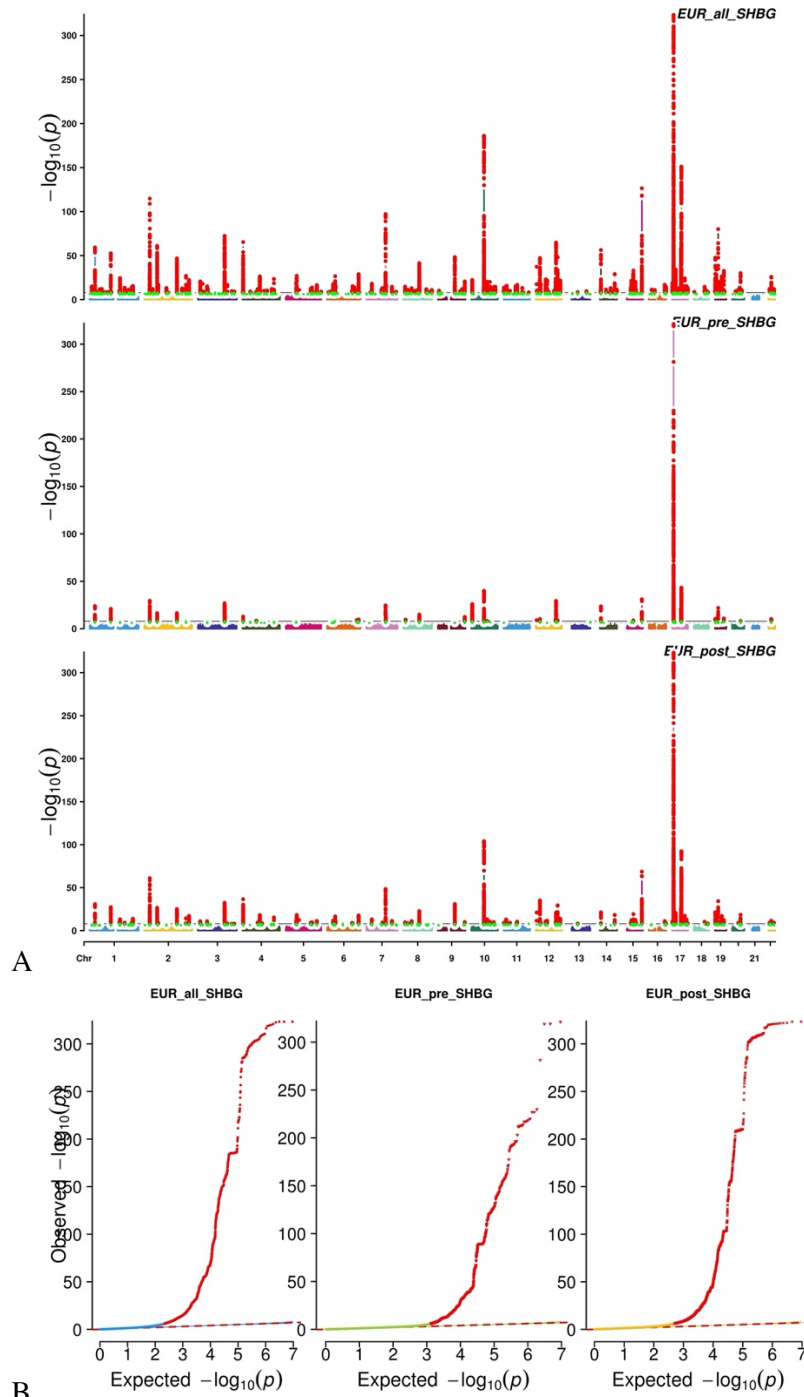 EUR_all_SHBG
300
250
200
150
100
50
0
−log10(p)
EUR_pre_SHBG
300
250
200
150
100
50
0
−log10(p)
EUR_post_SHBG
300
250
200
150
100
50
0
−log10(p)
A
Chr 1 2 3 4 5 6 7 8 9 10 11 12 13 14 15 16 17 18 19 20 21 22
EUR_all_SHBG EUR_pre_SHBG EUR_post_SHBG
300 300 300
250 250 250
200 200 200
150 150 150
100 100 100
50 50 50
0 0 0
Observed −log10(p)
0 1 2 3 4 5 6 7 0 1 2 3 4 5 6 7 0 1 2 3 4 5 6 7
Expected −log10(p) Expected −log10(p) Expected −log10(p)
B